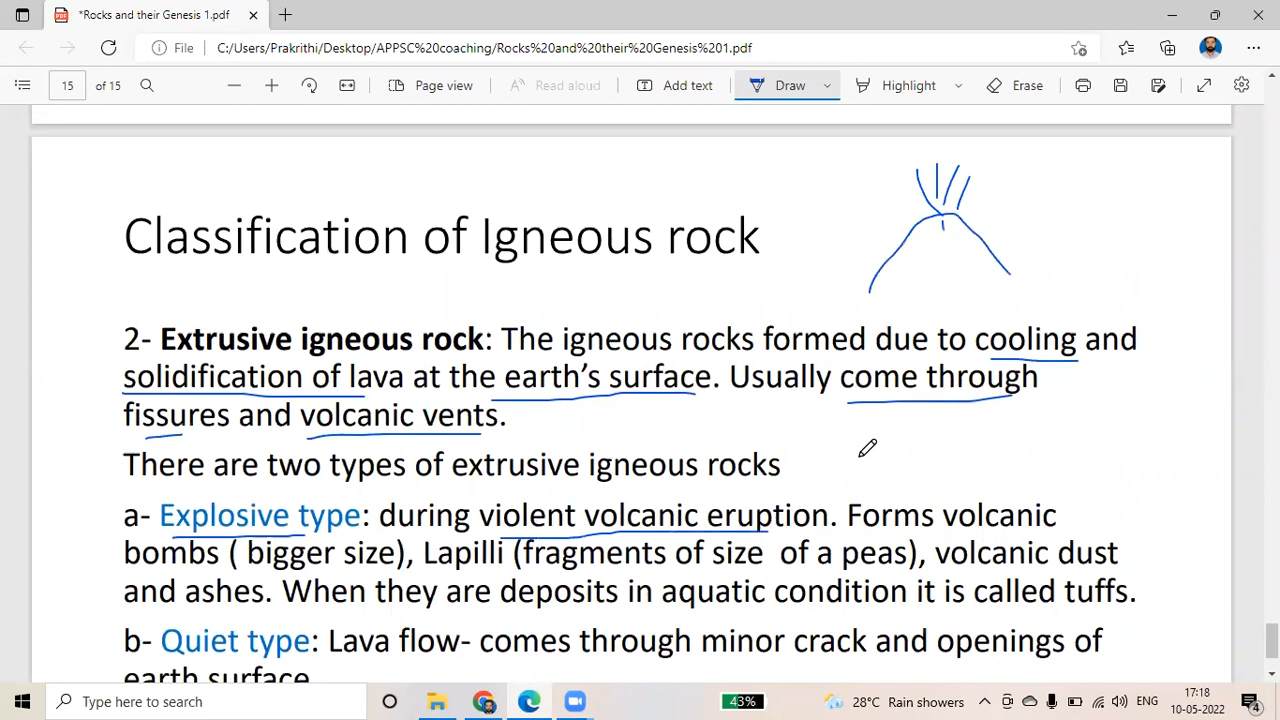 *Rocks and their Genesis 1.pdf
File C:/Users/Prakrithi/Desktop/APPSC%20coaching/Rocks%20and%20their%20Genesis%201.pdf
15 of 15 Page view Read aloud Add text Draw Highlight Erase
Classification of Igneous rock
2- Extrusive igneous rock: The igneous rocks formed due to cooling and
solidification of lava at the earth’s surface. Usually come through
fissures and volcanic vents.
There are two types of extrusive igneous rocks
a- Explosive type: during violent volcanic eruption. Forms volcanic
bombs ( bigger size), Lapilli (fragments of size of a peas), volcanic dust
and ashes. When they are deposits in aquatic condition it is called tuffs.
b- Quiet type: Lava flow- comes through minor crack and openings of
earth surface
Type here to search 43% 28°C Rain showers ENG 17:18
10-05-2022 4